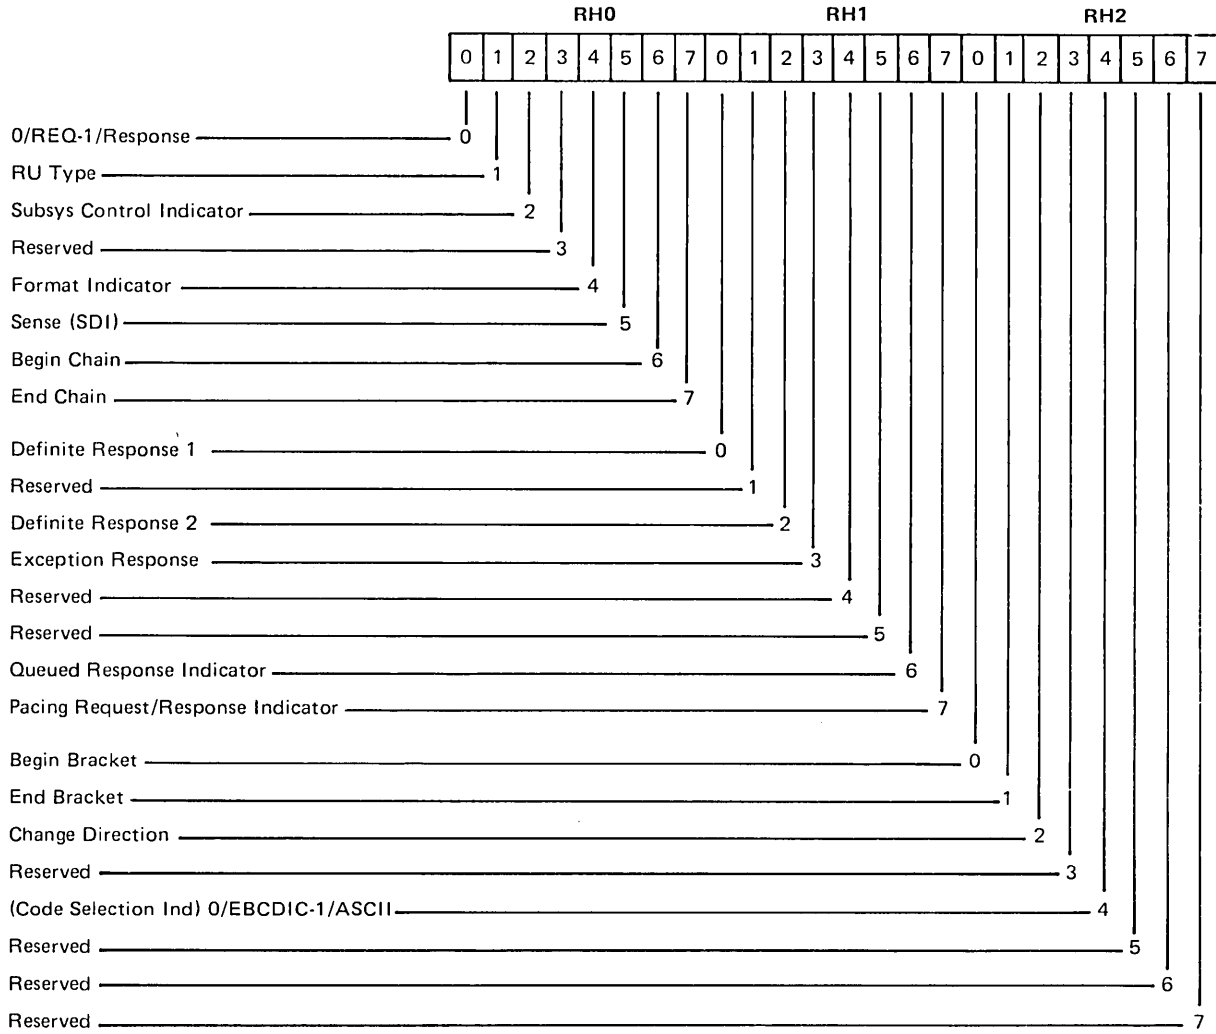 RH0 RH1 RH2
0 1 2 3 4 5 6 7 0 1 2 3 4 5 6 7 0 1 2 3 4 5 6 7
0/REQ-1/Response 0
RU Type 1
Subsys Control Indicator 2
Reserved 3
Format Indicator 4
Sense (SDI) 5
Begin Chain 6
End Chain 7
Definite Response 1 0
Reserved 1
Definite Response 2 2
Exception Response 3
Reserved 4
Reserved 5
Queued Response Indicator 6
Pacing Request/Response Indicator 7
Begin Bracket 0
End Bracket 1
Change Direction 2
Reserved 3
(Code Selection Ind) 0/EBCDIC-1/ASCII 4
Reserved 5
Reserved 6
Reserved 7